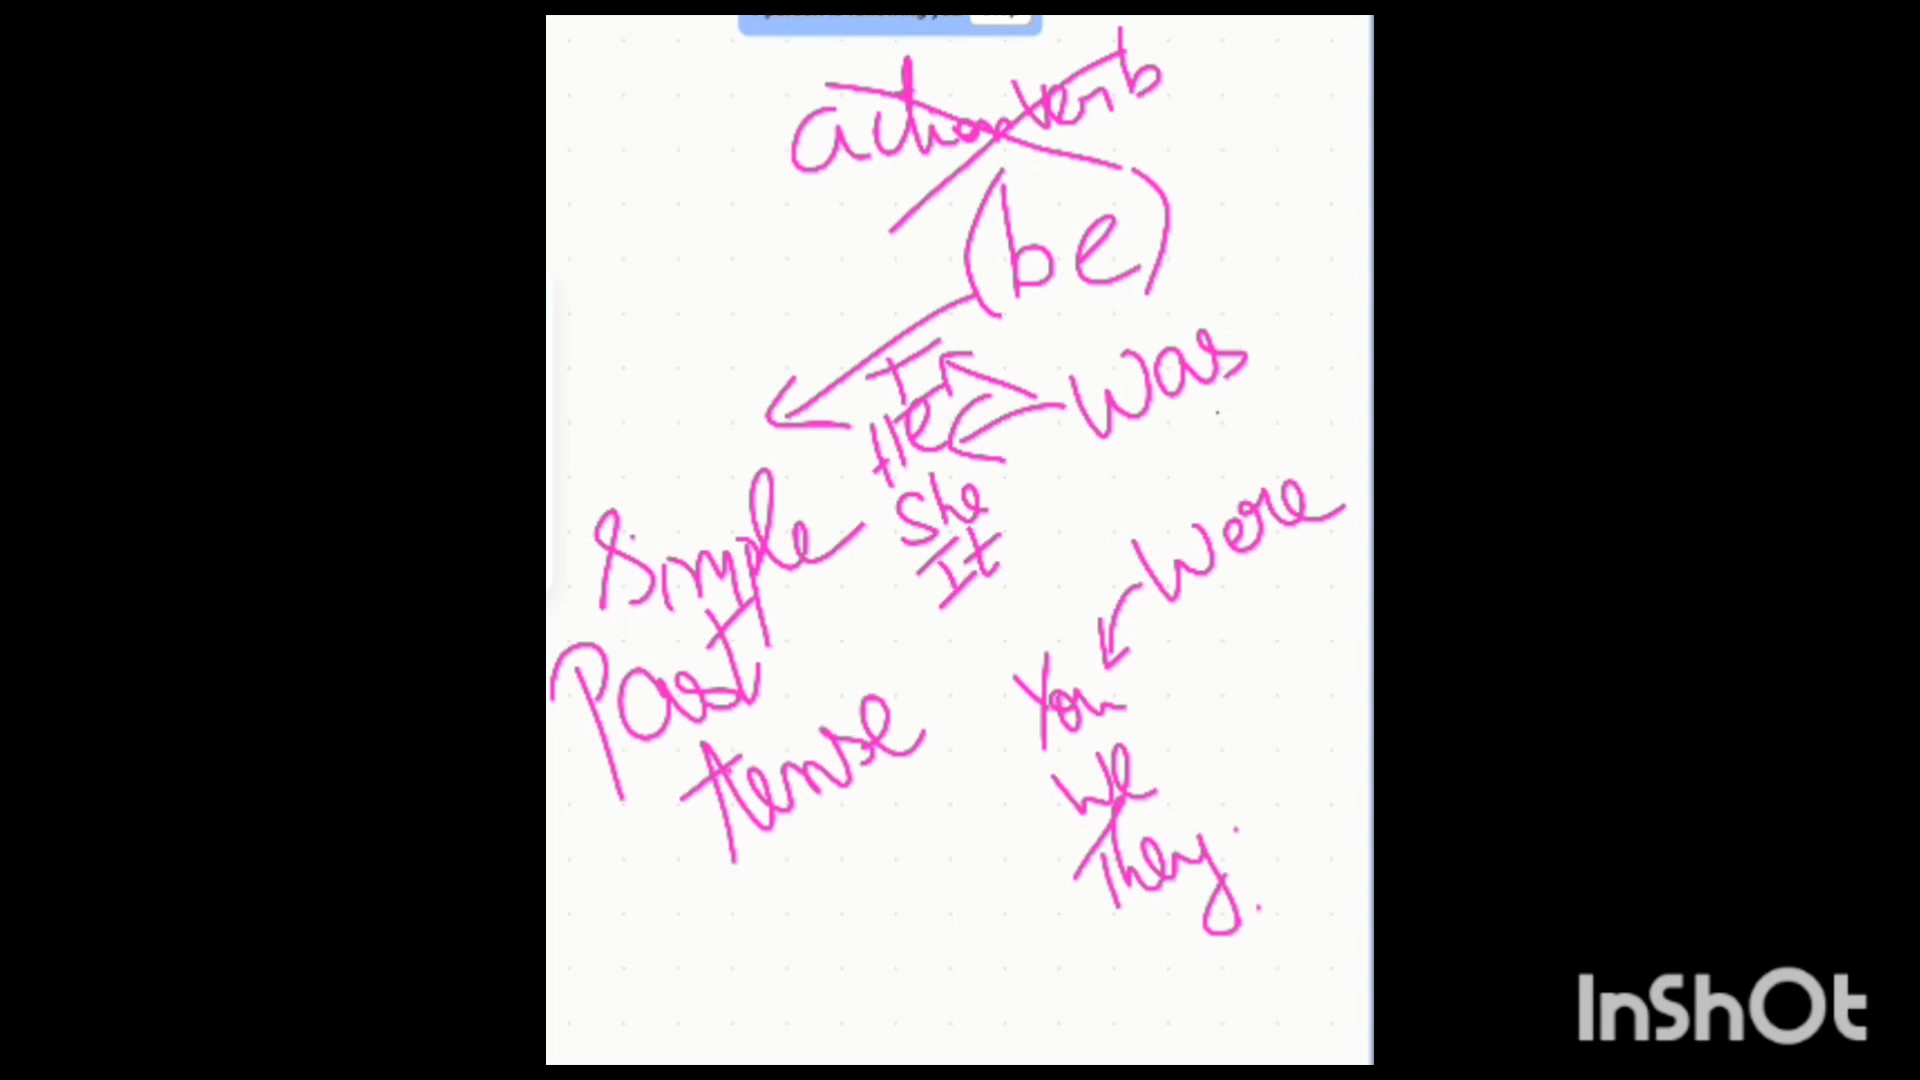 action verb
(be)
I
was
He
She
It
were
Simple
Past
tense
You
we
They.
InShOt